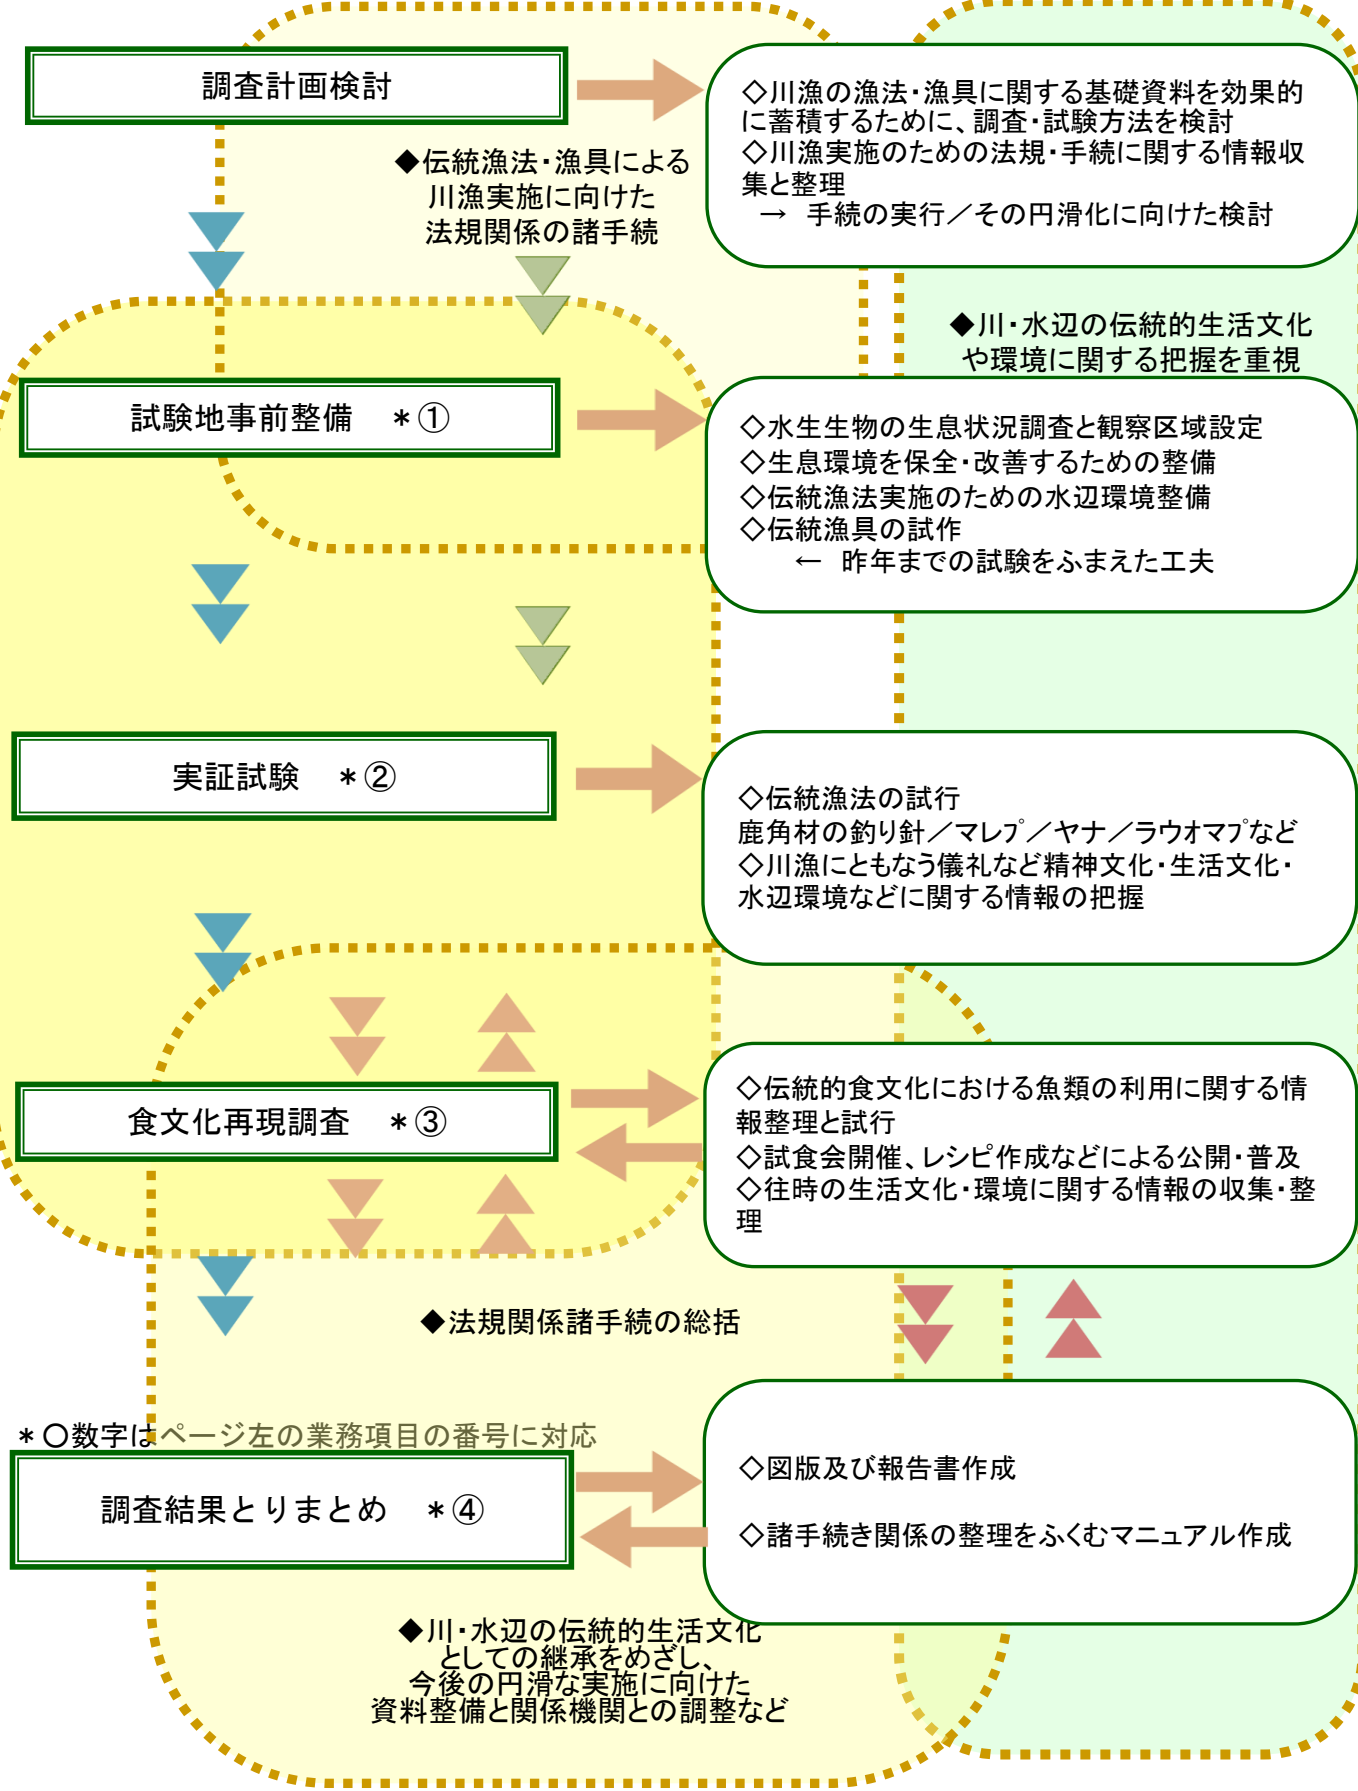 調査計画検討
◇川漁の漁法・漁具に関する基礎資料を効果的
に蓄積するために、調査・試験方法を検討
◇川漁実施のための法規・手続に関する情報収
集と整理
→ 手続の実行／その円滑化に向けた検討
◆伝統漁法・漁具による
川漁実施に向けた
法規関係の諸手続
◆川・水辺の伝統的生活文化
や環境に関する把握を重視
試験地事前整備 ＊①
◇水生生物の生息状況調査と観察区域設定
◇生息環境を保全・改善するための整備
◇伝統漁法実施のための水辺環境整備
◇伝統漁具の試作
← 昨年までの試験をふまえた工夫
実証試験 ＊②
◇伝統漁法の試行
鹿角材の釣り針／マレㇷ゚／ヤナ／ラウオマㇷ゚など
◇川漁にともなう儀礼など精神文化・生活文化・
水辺環境などに関する情報の把握
食文化再現調査 ＊③
◇伝統的食文化における魚類の利用に関する情
報整理と試行
◇試食会開催、レシピ作成などによる公開・普及
◇往時の生活文化・環境に関する情報の収集・整
理
◆法規関係諸手続の総括
＊〇数字はページ左の業務項目の番号に対応
調査結果とりまとめ ＊④
◇図版及び報告書作成
◇諸手続き関係の整理をふくむマニュアル作成
◆川・水辺の伝統的生活文化
としての継承をめざし、
今後の円滑な実施に向けた
資料整備と関係機関との調整など